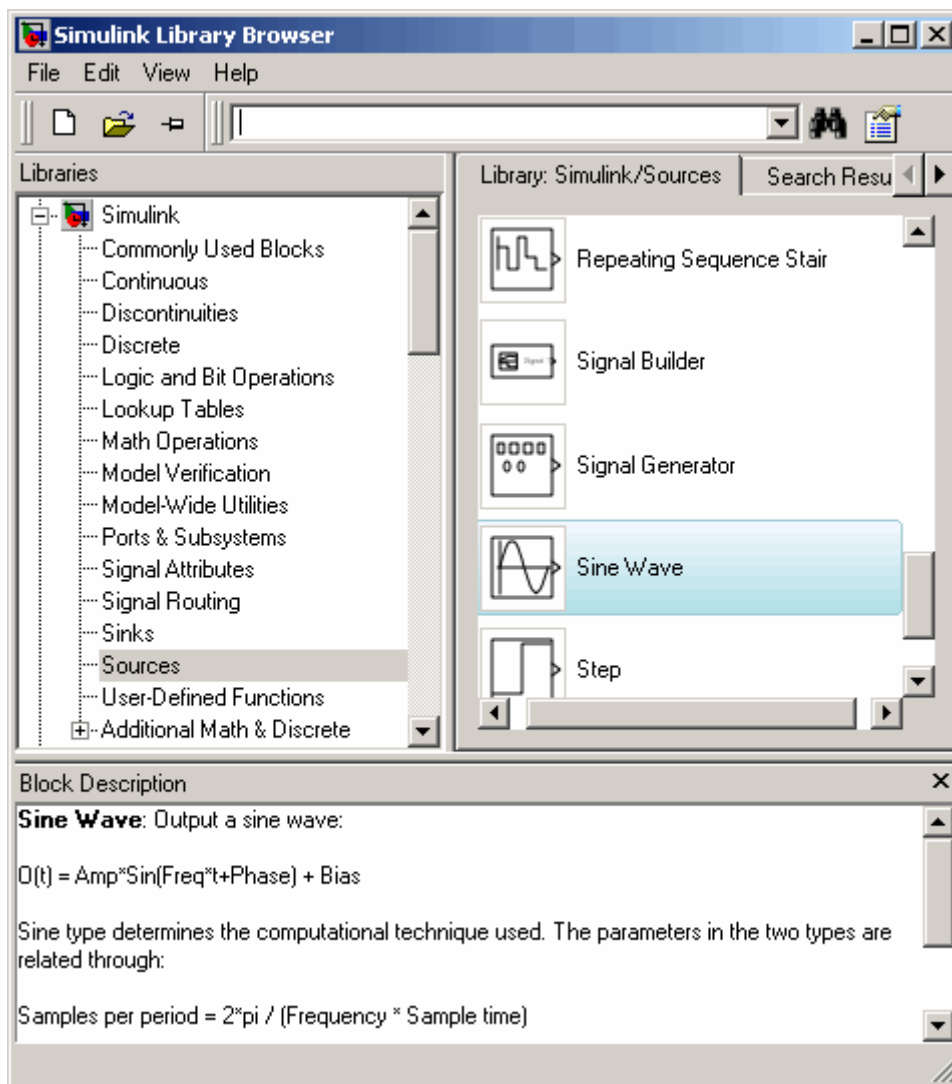 Simulink Library Browser
File Edit View Help
Libraries
Simulink
Commonly Used Blocks
Continuous
Discontinuities
Discrete
Logic and Bit Operations
Lookup Tables
Math Operations
Model Verification
Model-Wide Utilities
Ports & Subsystems
Signal Attributes
Signal Routing
Sinks
Sources
User-Defined Functions
Additional Math & Discrete
Library: Simulink/Sources Search Resu
Repeating Sequence Stair
Signal
Signal Builder
Signal Generator
Sine Wave
Step
Block Description
Sine Wave: Output a sine wave:
O(t) = Amp*Sin(Freq*t+Phase) + Bias
Sine type determines the computational technique used. The parameters in the two types are
related through:
Samples per period = 2*pi / (Frequency * Sample time)